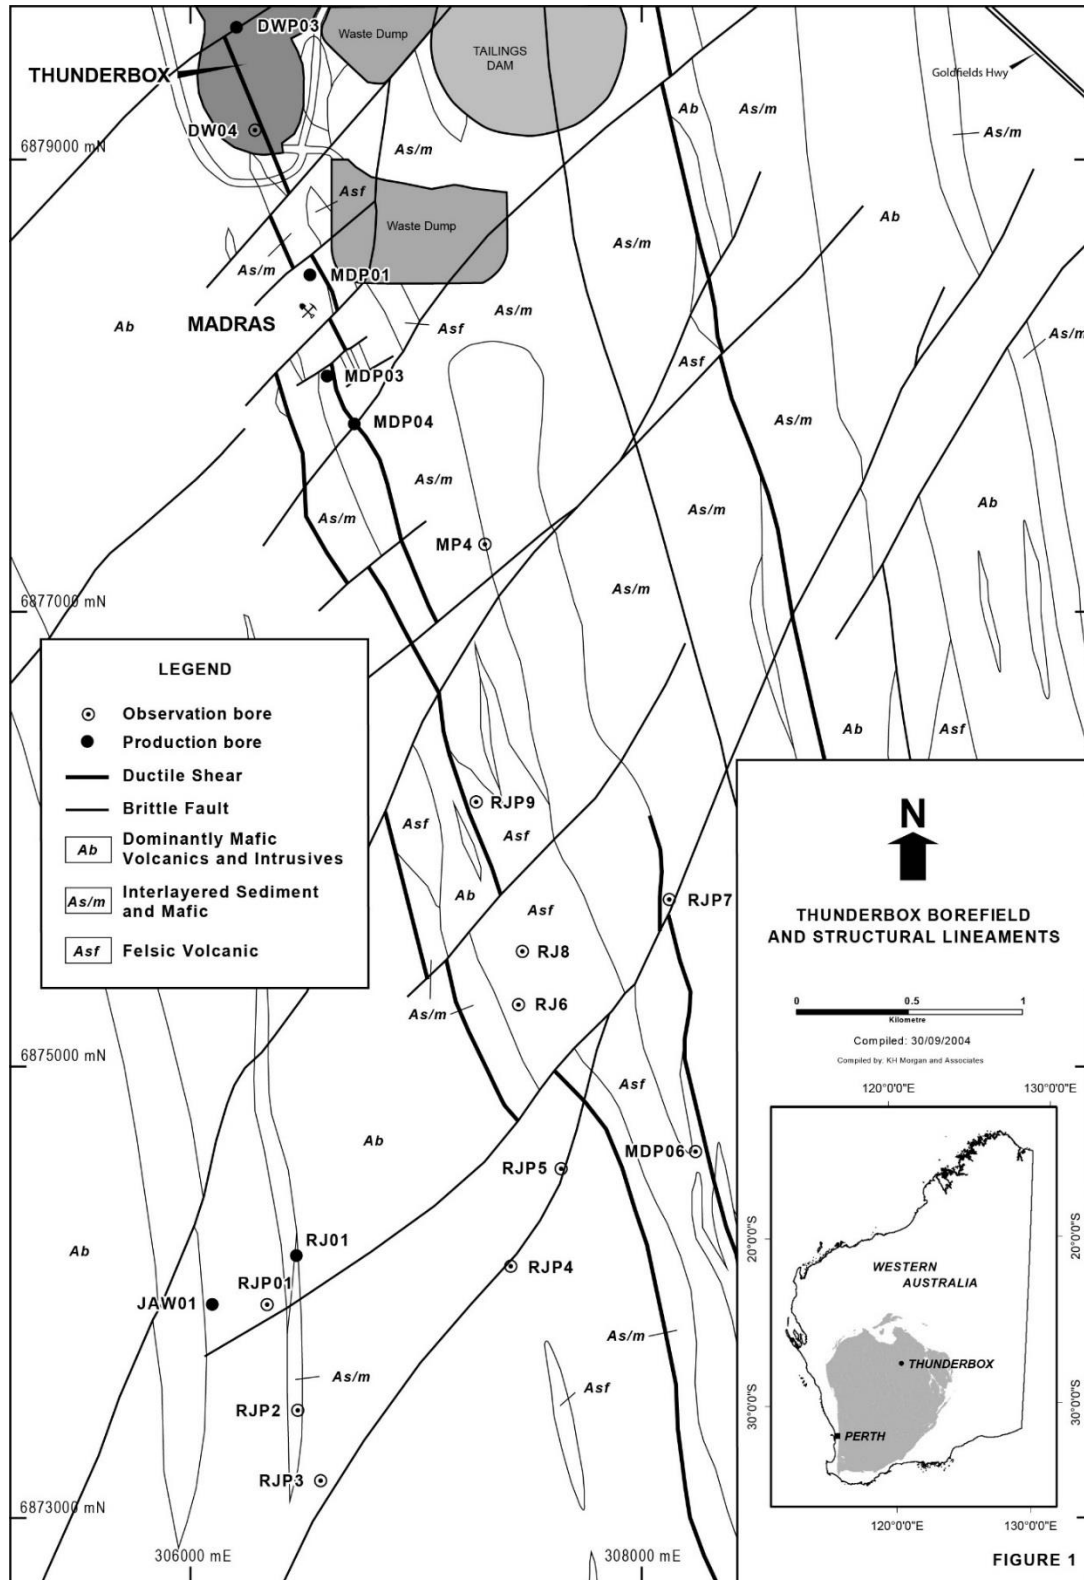 DWP03
Waste Dump
TAILINGS
DAM
Goldfields Hwy
THUNDERBOX
DW04
6879000 mN
As/m
Ab
As/m
As/m
Asf
Waste Dump
Ab
As/m
As/m
MDP01
MADRAS
Ab
As/m
Asf
As/m
Asf
MDP03
MDP04
As/m
As/m
As/m
As/m
Ab
MP4
As/m
6877000 mN
LEGEND
Observation bore
Production bore
Ductile Shear
Brittle Fault
Ab
Dominantly Mafic
Volcanics and Intrusives
As/m
Interlayered Sediment
and Mafic
Asf
Felsic Volcanic
Ab
Asf
RJP9
Asf
Asf
Ab
Asf
RJP7
RJ8
RJ6
As/m
6875000 mN
Asf
Ab
MDP06
RJP5
Ab
RJ01
RJP4
RJP01
JAW01
As/m
As/m
Asf
RJP2
RJP3
6873000 mN
306000 mE
308000 mE
N
THUNDERBOX BOREFIELD
AND STRUCTURAL LINEAMENTS
0 0.5 1
Kilometre
Compiled: 30/09/2004
Compiled by: KH Morgan and Associates
120°0'0"E 130°0'0"E
20°0'0"S 20°0'0"S
WESTERN
AUSTRALIA
THUNDERBOX
30°0'0"S 30°0'0"S
PERTH
120°0'0"E 130°0'0"E
FIGURE 1